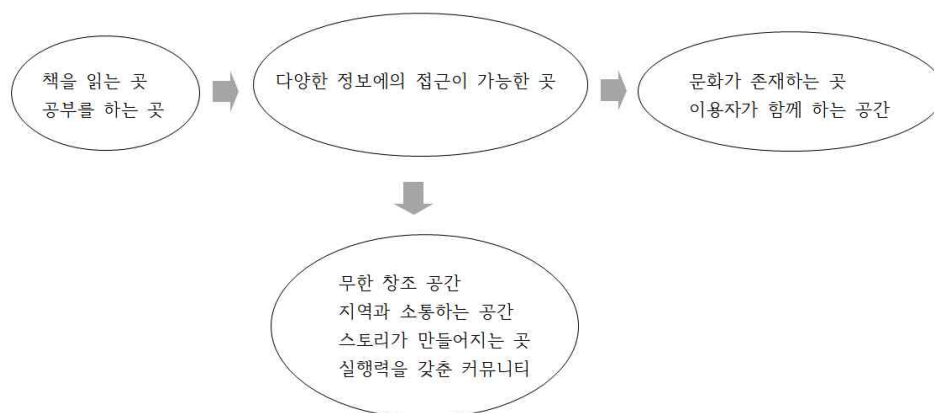 책을 읽는 곳
공부를 하는 곳
다양한 정보에의 접근이 가능한 곳
문화가 존재하는 곳
이용자가 함께 하는 공간
무한 창조 공간
지역과 소통하는 공간
스토리가 만들어지는 곳
실행력을 갖춘 커뮤니티